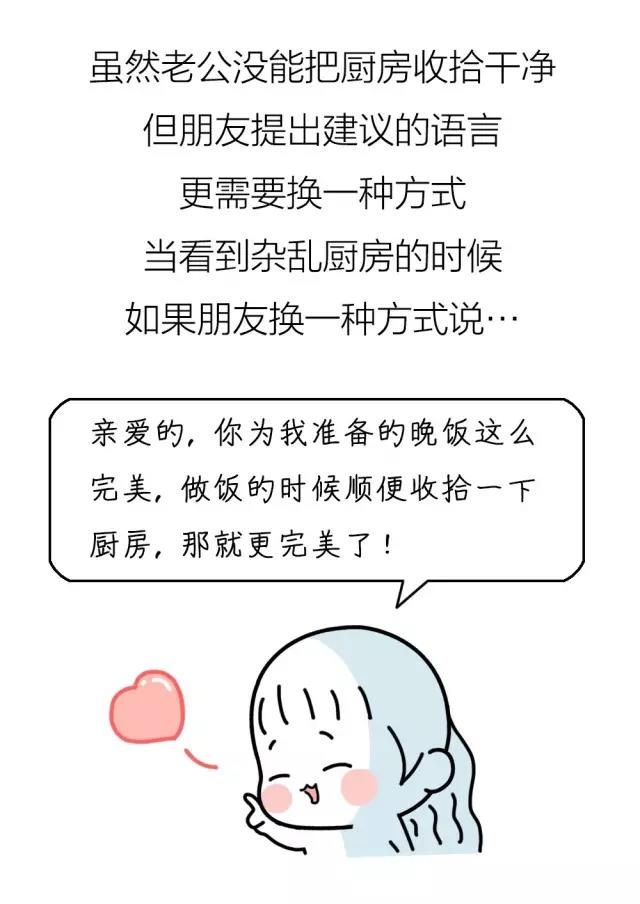 虽然老公没能把厨房收拾干净
但朋友提出建议的语言
更需要换一种方式
当看到杂乱厨房的时候
如果朋友换一种方式说…
亲爱的，你为我准备的晚饭这么
完美，做饭的时候顺便收拾一下
厨房，那就更完美了！